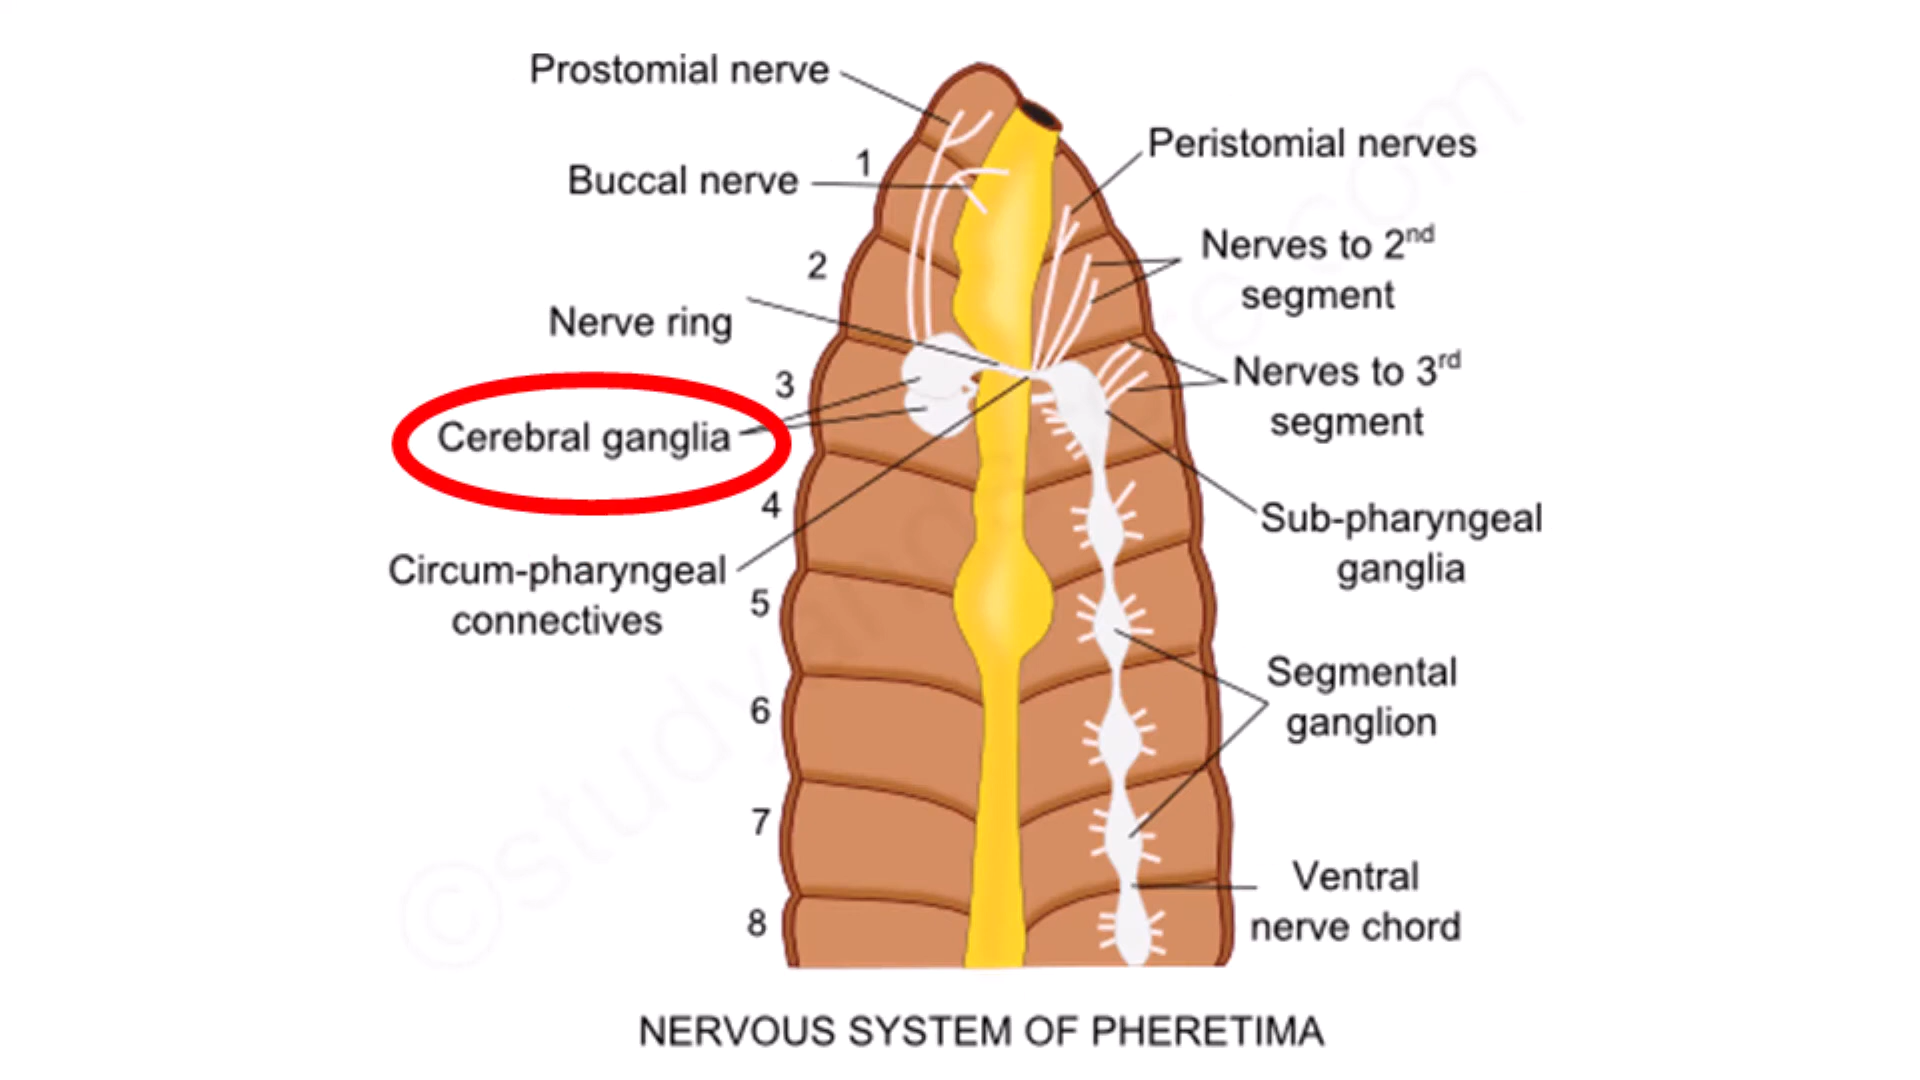 Prostomial nerve
1
Buccal nerve
2
Nerve ring
3
Cerebral ganglia
4
Circum-pharyngeal
connectives
5
6
7
8
Peristomial nerves
Nerves to 2nd
segment
Nerves to 3rd
segment
Sub-pharyngeal
ganglia
Segmental
ganglion
Ventral
nerve chord
NERVOUS SYSTEM OF PHERETIMA